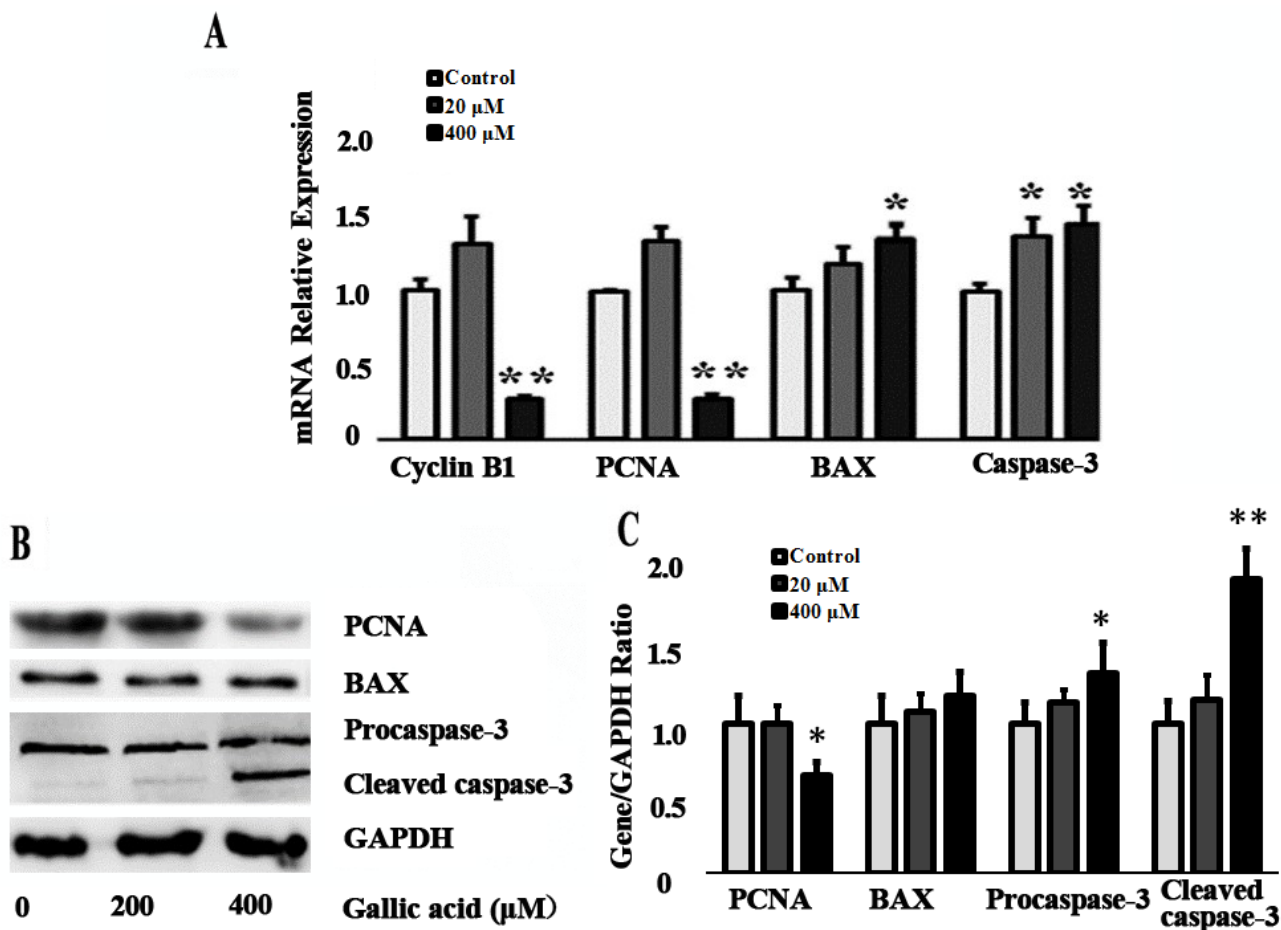 A
Control
20 μM
400 μM
mRNA Relative Expression
2.0
1.5
1.0
0.5
0
*
*
*
**
**
Cyclin B1
PCNA
BAX
Caspase-3
B
PCNA
BAX
Procaspase-3
Cleaved caspase-3
GAPDH
0 200 400 Gallic acid (μM)
C
Control
20 μM
400 μM
Gene/GAPDH Ratio
2.0
1.5
1.0
0.5
0
**
*
*
PCNA
BAX
Procaspase-3
Cleaved
caspase-3